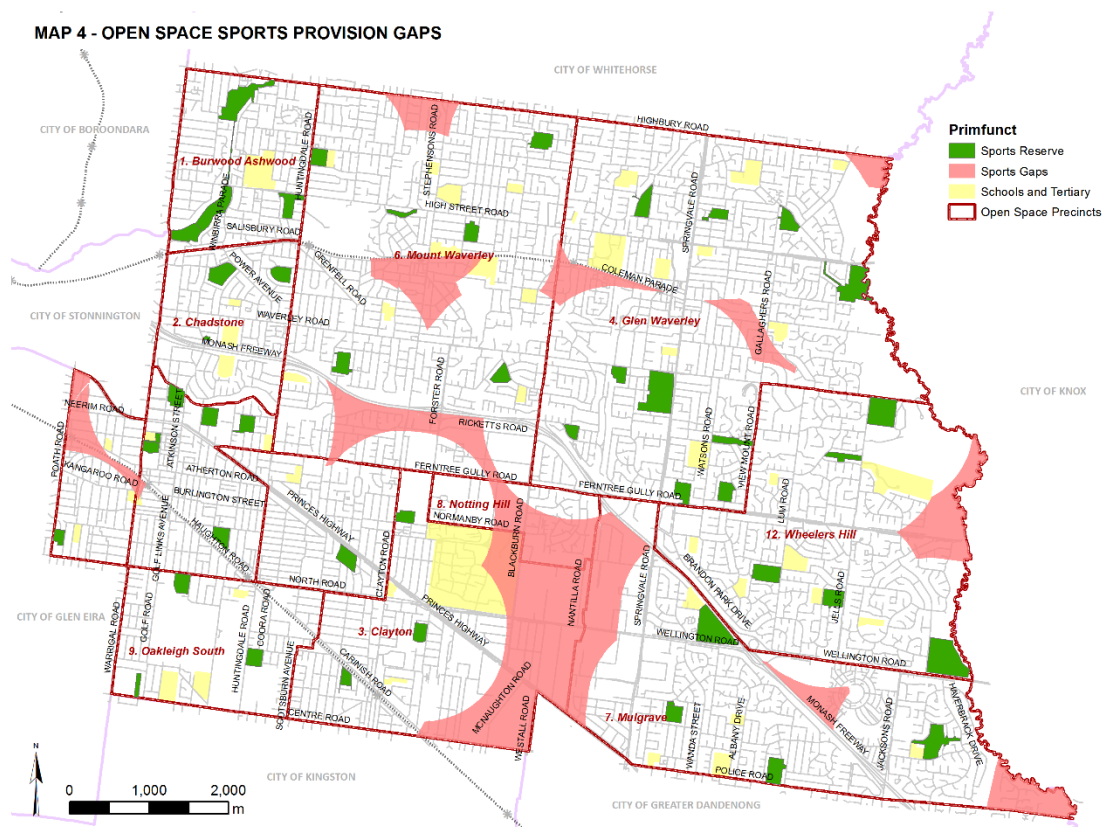 MAP 4 - OPEN SPACE SPORTS PROVISION GAPS
CITY OF WHITEHORSE
CITY OF BOROONDARA
HIGHBURY ROAD
Primfunct
Sports Reserve
Sports Gaps
Schools and Tertiary
Open Space Precincts
1. Burwood Ashwood
HUNTINGDALE ROAD
STEPHENSONS ROAD
WINBIRRA PARADE
HIGH STREET ROAD
SPRINGVALE ROAD
SALISBURY ROAD
6. Mount Waverley
GRENFELL ROAD
POWER AVENUE
COLEMAN PARADE
CITY OF STONNINGTON
2. Chadstone
WAVERLEY ROAD
4. Glen Waverley
GALLAGHERS ROAD
MONASH FREEWAY
FORSTER ROAD
CITY OF KNOX
NEERIM ROAD
ATKINSON STREET
RICKETTS ROAD
POATH ROAD
WATSONS ROAD
VIEW MOUNT ROAD
KANGAROO ROAD
ATHERTON ROAD
FERNTREE GULLY ROAD
FERNTREE GULLY ROAD
BURLINGTON STREET
PRINCES HIGHWAY
8. Notting Hill
NORMANBY ROAD
BLACKBURN ROAD
LUM ROAD
12. Wheelers Hill
HAUGHTON ROAD
GOLF LINKS AVENUE
CLAYTON ROAD
NANTILLA ROAD
SPRINGVALE ROAD
BRANDON PARK DRIVE
NORTH ROAD
JELLS ROAD
CITY OF GLEN EIRA
PRINCES HIGHWAY
WARRIGAL ROAD
GOLF ROAD
HUNTINGDALE ROAD
COORA ROAD
3. Clayton
WELLINGTON ROAD
WELLINGTON ROAD
9. Oakleigh South
SCOTSBURN AVENUE
CARINISH ROAD
MCNAUGHTON ROAD
WESTALL ROAD
CENTRE ROAD
7. Mulgrave
WANDA STREET
ALBANY DRIVE
MONASH FREEWAY
JACKSONS ROAD
HAVERBRACK DRIVE
POLICE ROAD
N
0 1,000 2,000
m
CITY OF KINGSTON
CITY OF GREATER DANDENONG